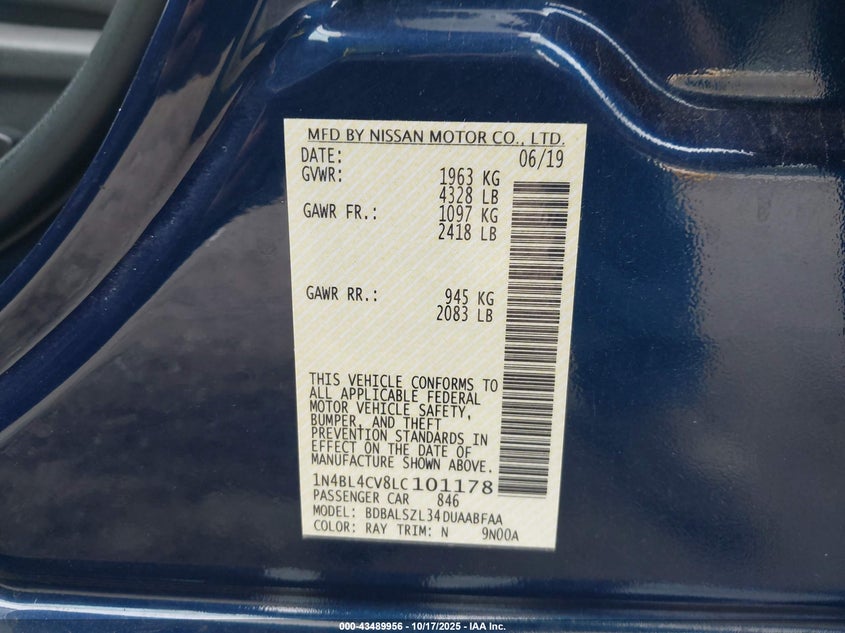 MFD BY NISSAN MOTOR CO., LTD.
DATE: 06/19
GVWR: 1963 KG
4328 LB
GAWR FR.: 1097 KG
2418 LB
GAWR RR.: 945 KG
2083 LB
THIS VEHICLE CONFORMS TO
ALL APPLICABLE FEDERAL
MOTOR VEHICLE SAFETY,
BUMPER, AND THEFT
PREVENTION STANDARDS IN
EFFECT ON THE DATE OF
MANUFACTURE SHOWN ABOVE.
1N4BL4CV8LC101178
PASSENGER CAR 846
MODEL: BDBALSZL34DUAABFAA
COLOR: RAY TRIM: N 9N00A
000-43489956 - 10/17/2025 - IAA Inc.